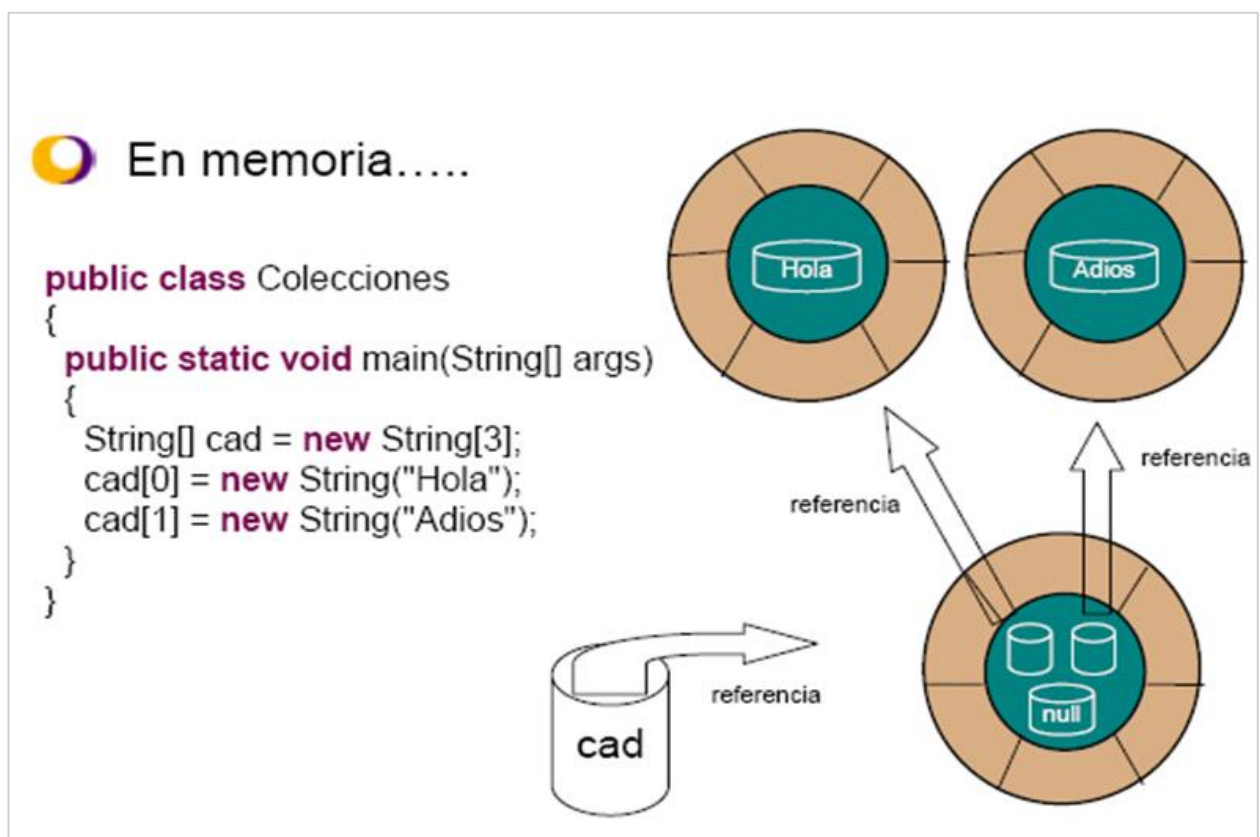 En memoria.....
public class Colecciones
{
public static void main(String[] args)
{
String[] cad = new String[3];
cad[0] = new String("Hola");
cad[1] = new String("Adios");
}
}
Hola
Adios
referencia
referencia
referencia
cad
null